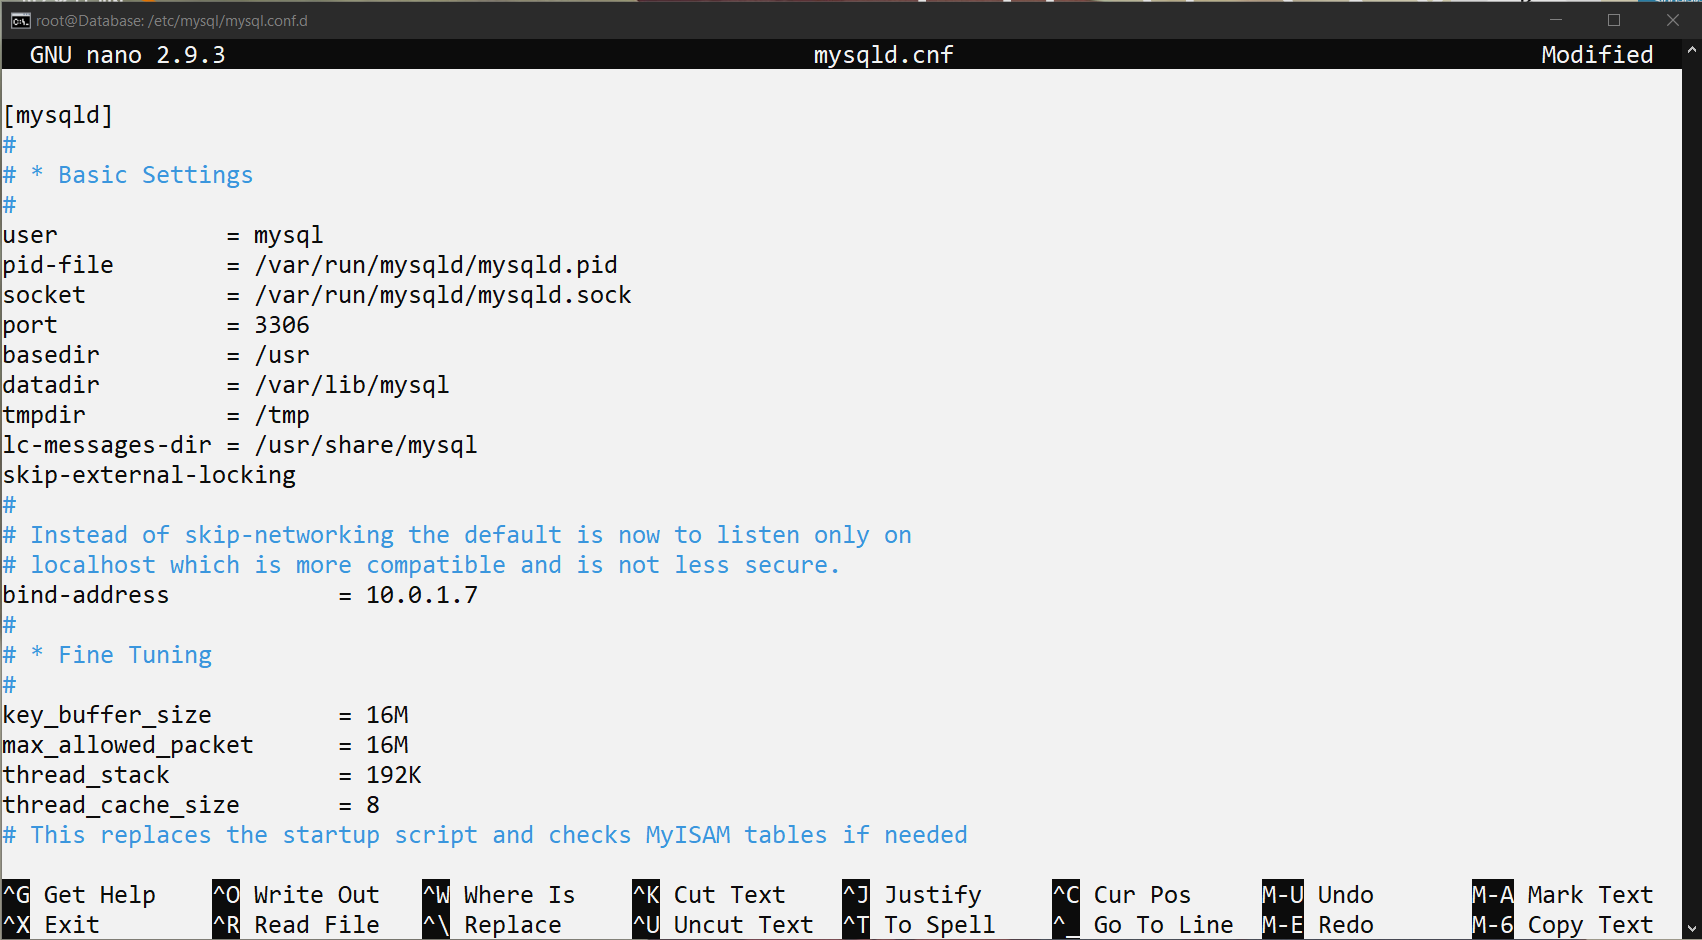 root@Database: /etc/mysql/mysql.conf.d
GNU nano 2.9.3 mysqld.cnf Modified
[mysqld]
#
# * Basic Settings
#
user = mysql
pid-file = /var/run/mysqld/mysqld.pid
socket = /var/run/mysqld/mysqld.sock
port = 3306
basedir = /usr
datadir = /var/lib/mysql
tmpdir = /tmp
lc-messages-dir = /usr/share/mysql
skip-external-locking
#
# Instead of skip-networking the default is now to listen only on
# localhost which is more compatible and is not less secure.
bind-address = 10.0.1.7
#
# * Fine Tuning
#
key_buffer_size = 16M
max_allowed_packet = 16M
thread_stack = 192K
thread_cache_size = 8
# This replaces the startup script and checks MyISAM tables if needed
^G Get Help ^O Write Out ^W Where Is ^K Cut Text ^J Justify ^C Cur Pos M-U Undo M-A Mark Text
^X Exit ^R Read File ^\ Replace ^U Uncut Text ^T To Spell ^_ Go To Line M-E Redo M-6 Copy Text